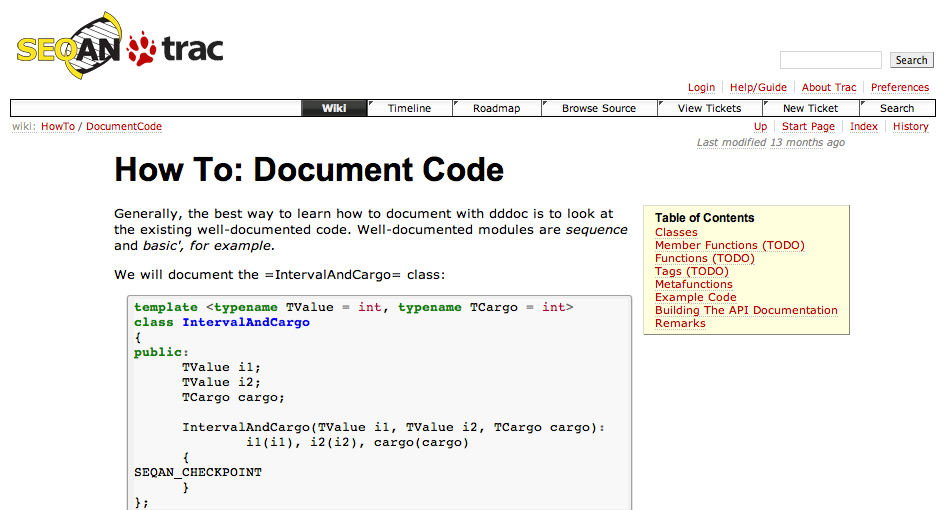 SEQAN trac
Search
Login Help/Guide About Trac Preferences
Wiki Timeline Roadmap Browse Source View Tickets New Ticket Search
wiki: HowTo / DocumentCode
Up Start Page Index History
Last modified 13 months ago
How To: Document Code
Generally, the best way to learn how to document with dddoc is to look at
the existing well-documented code. Well-documented modules are sequence
and basic', for example.
We will document the =IntervalAndCargo= class:
Table of Contents
Classes
Member Functions (TODO)
Functions (TODO)
Tags (TODO)
Metafunctions
Example Code
Building The API Documentation
Remarks
template <typename TValue = int, typename TCargo = int>
class IntervalAndCargo
{
public:
TValue i1;
TValue i2;
TCargo cargo;
IntervalAndCargo(TValue i1, TValue i2, TCargo cargo):
i1(i1), i2(i2), cargo(cargo)
{
SEQAN_CHECKPOINT
}
};